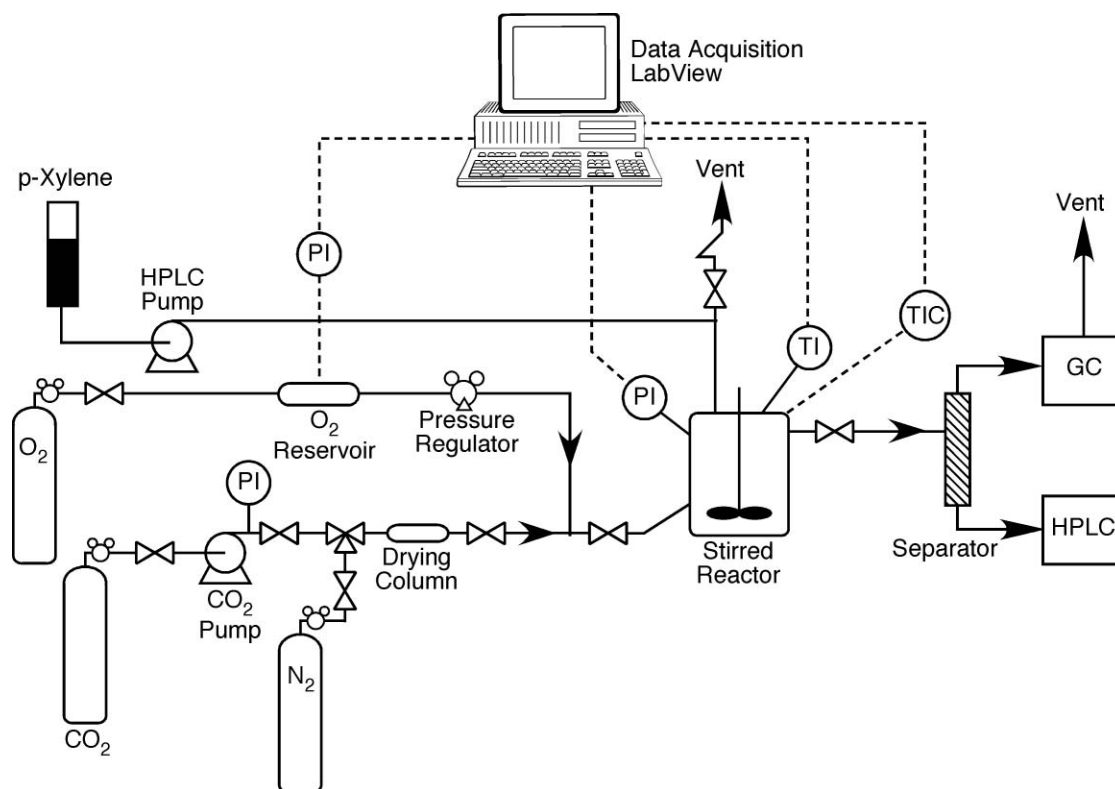 Data Acquisition
LabView
p-Xylene
Vent
Vent
PI
HPLC
Pump
TIC
TI
GC
PI
O2
Reservoir
Pressure
Regulator
O2
PI
Drying
Column
Stirred
Reactor
Separator
HPLC
CO2
Pump
N2
CO2